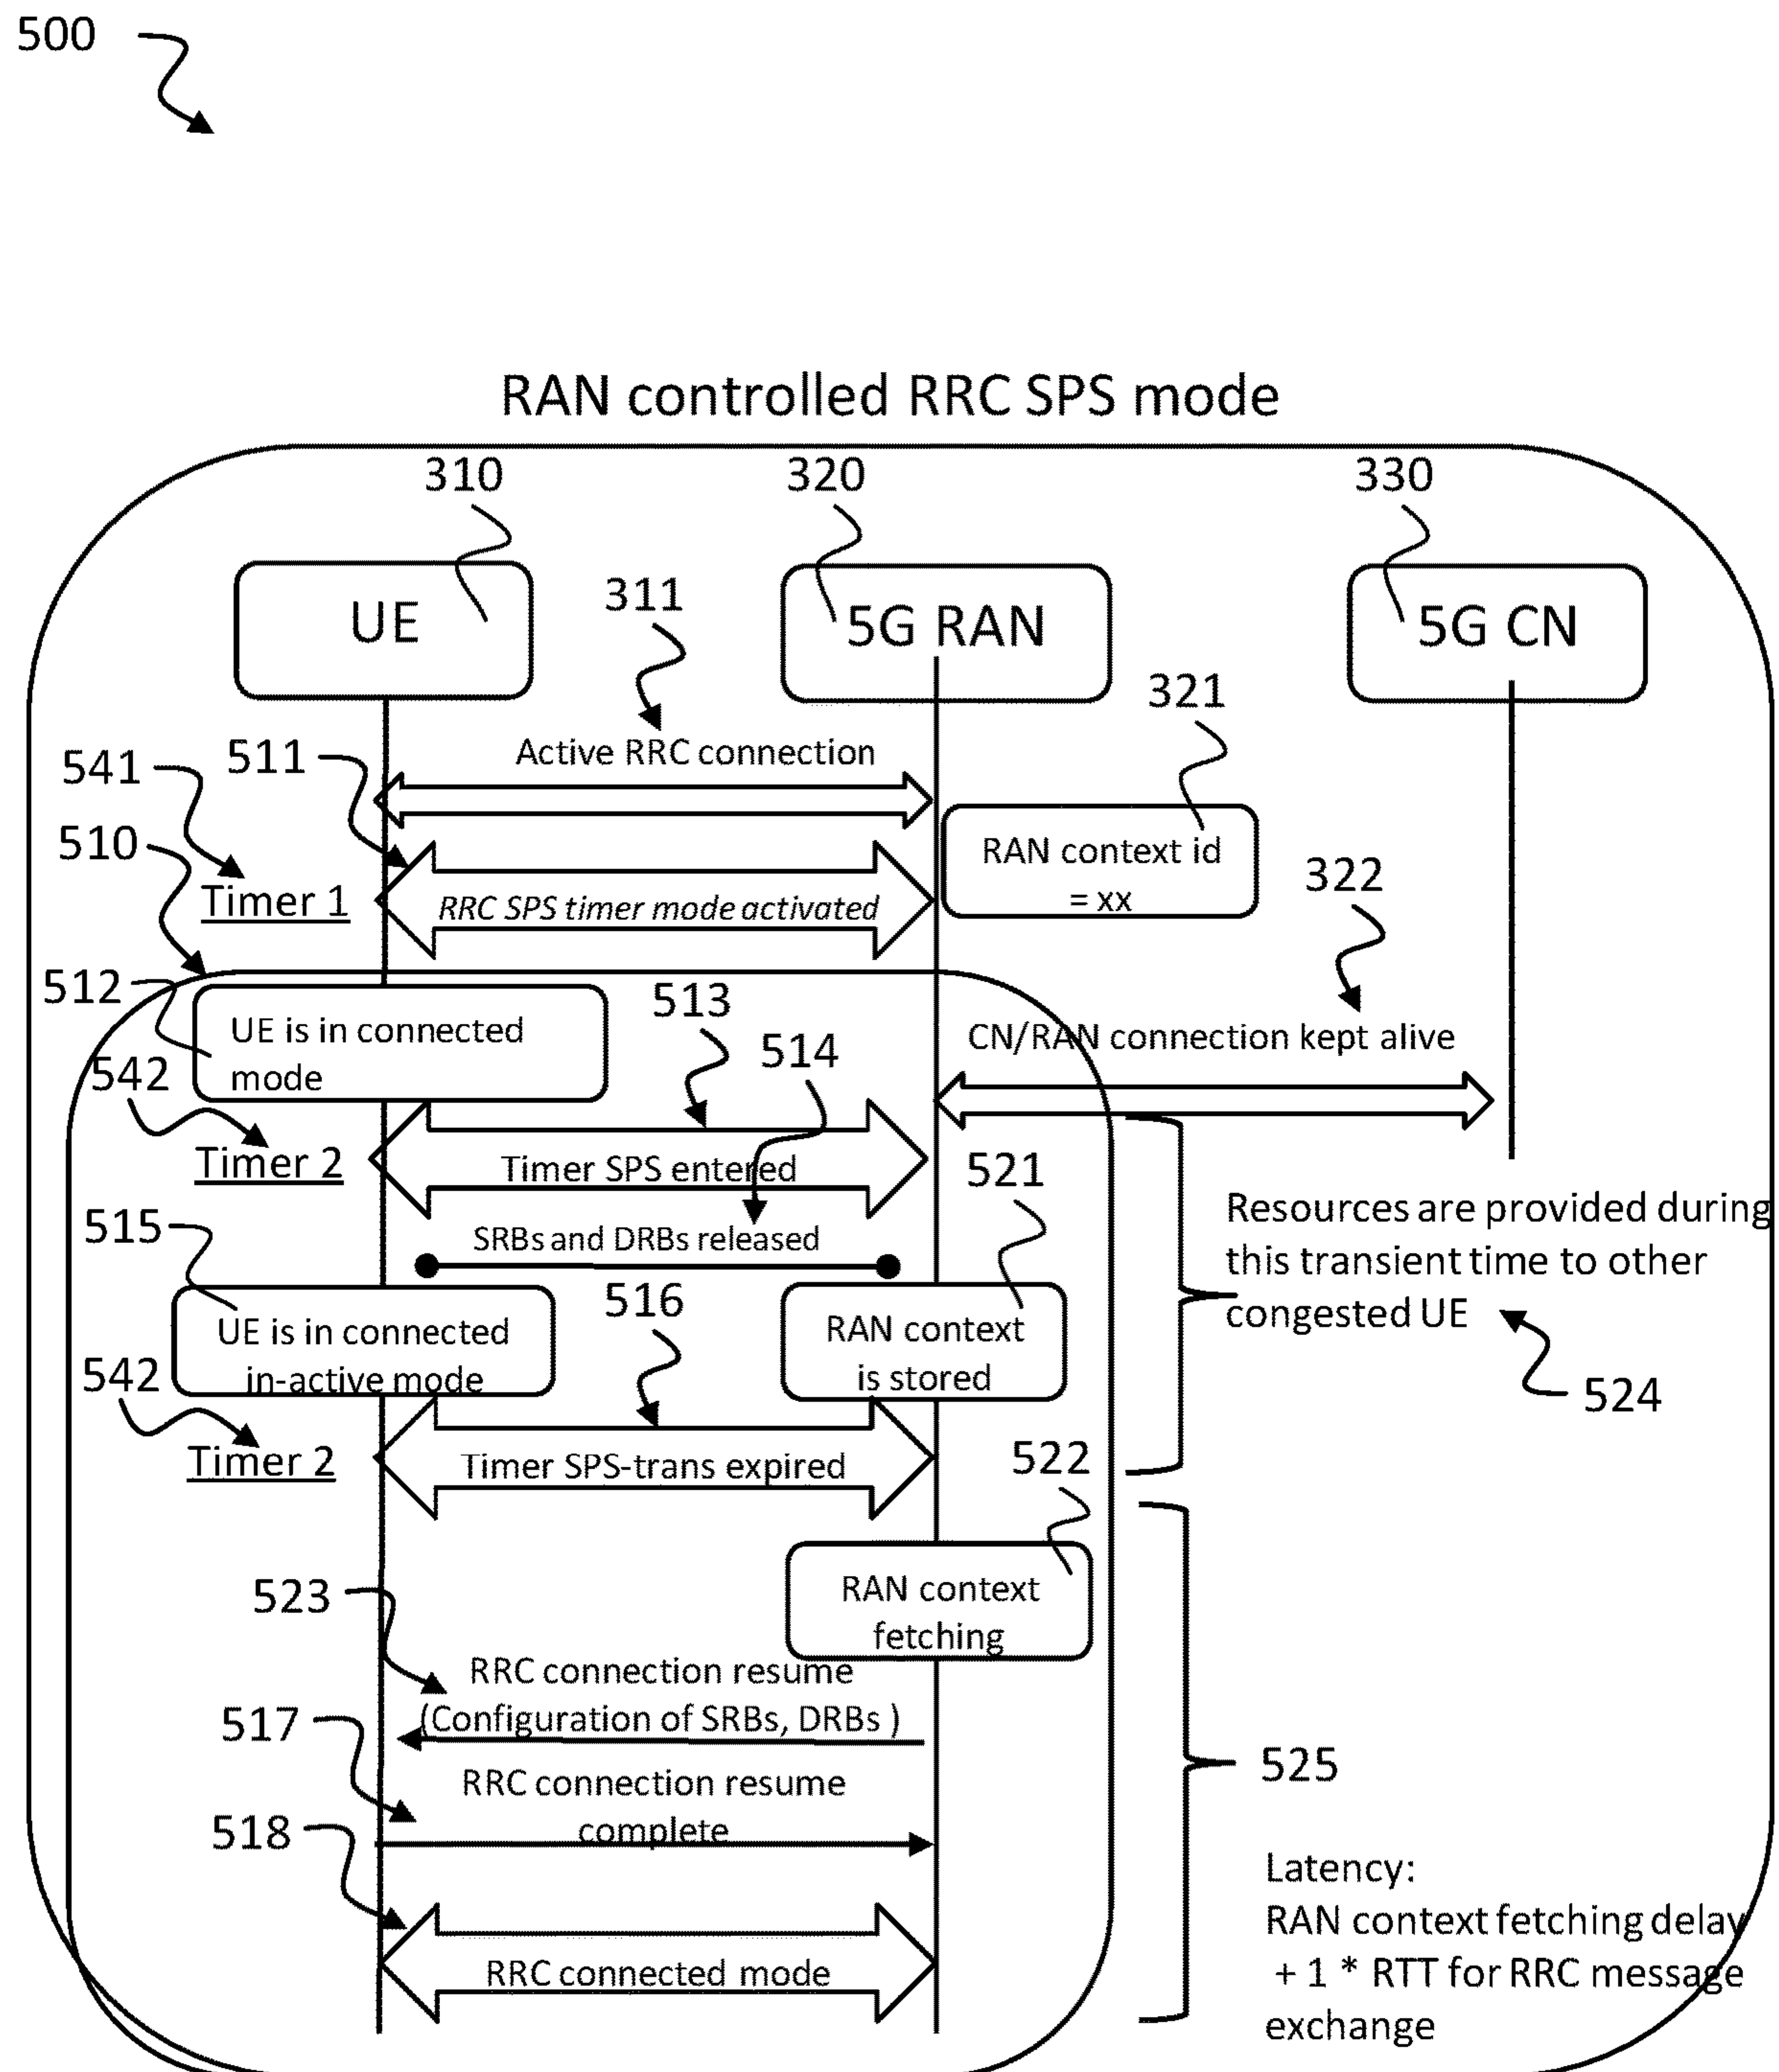 500
RAN controlled RRC SPS mode
310
320
330
UE
5G RAN
5G CN
311
321
Active RRC connection
541
511
510
RAN context id
= xx
322
Timer 1
RRC SPS timer mode activated
512
513
UE is in connected
mode
514
CN/RAN connection kept alive
542
Timer 2
Timer SPS entered
521
Resources are provided during
this transient time to other
congested UE
515
SRBs and DRBs released
516
UE is in connected
in-active mode
RAN context
is stored
542
524
Timer 2
Timer SPS-trans expired
522
523
RAN context
fetching
RRC connection resume
(Configuration of SRBs, DRBs )
517
525
RRC connection resume
complete
518
Latency:
RAN context fetching delay
+ 1 * RTT for RRC message
exchange
RRC connected mode